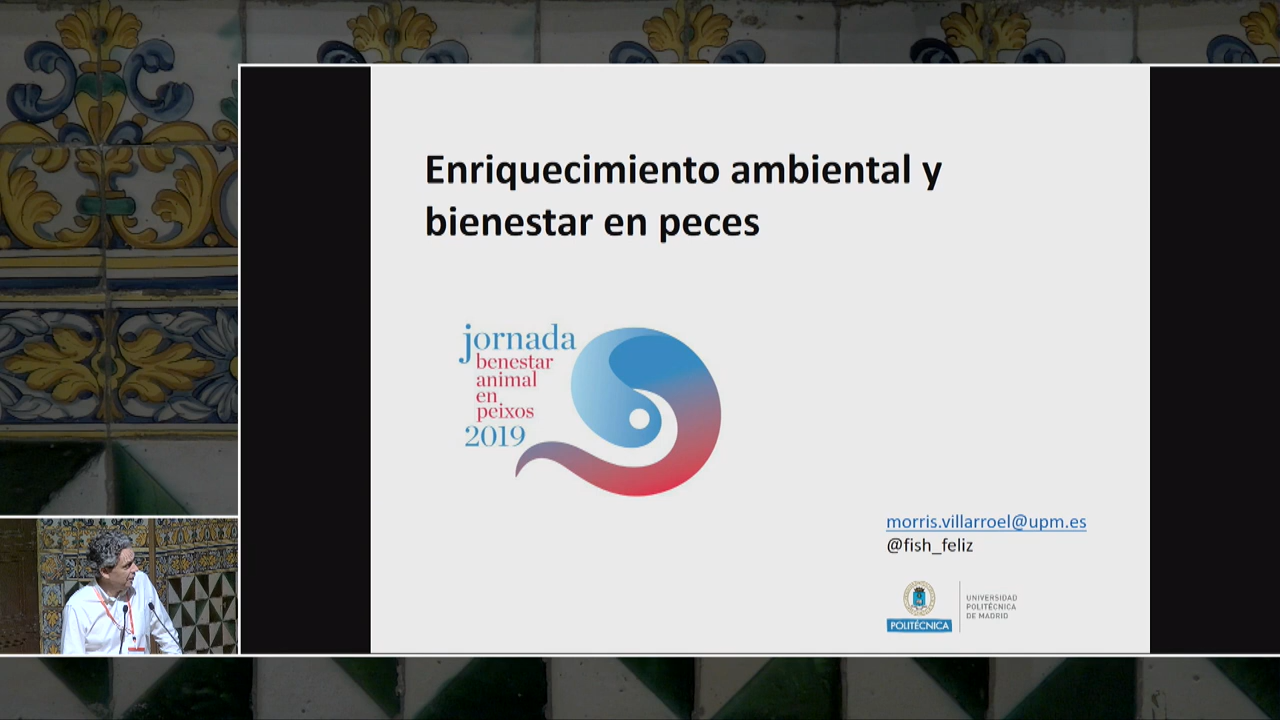 Enriquecimiento ambiental y
bienestar en peces
jornada
benestar
animal
en
peixos
2019
morris.villarroel@upm.es
@fish_feliz
POLITÉCNICA
UNIVERSIDAD
POLITÉCNICA
DE MADRID